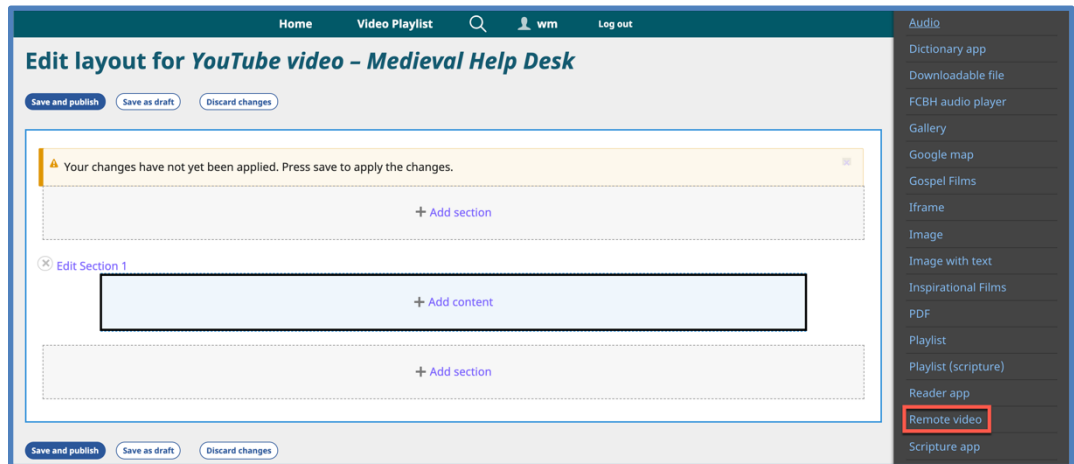 Home Video Playlist wm Log out
Edit layout for YouTube video – Medieval Help Desk
Save and publish Save as draft Discard changes
Your changes have not yet been applied. Press save to apply the changes.
+ Add section
Edit Section 1
+ Add content
+ Add section
Save and publish Save as draft Discard changes
Audio
Dictionary app
Downloadable file
FCBH audio player
Gallery
Google map
Gospel Films
Iframe
Image
Image with text
Inspirational Films
PDF
Playlist
Playlist (scripture)
Reader app
Remote video
Scripture app